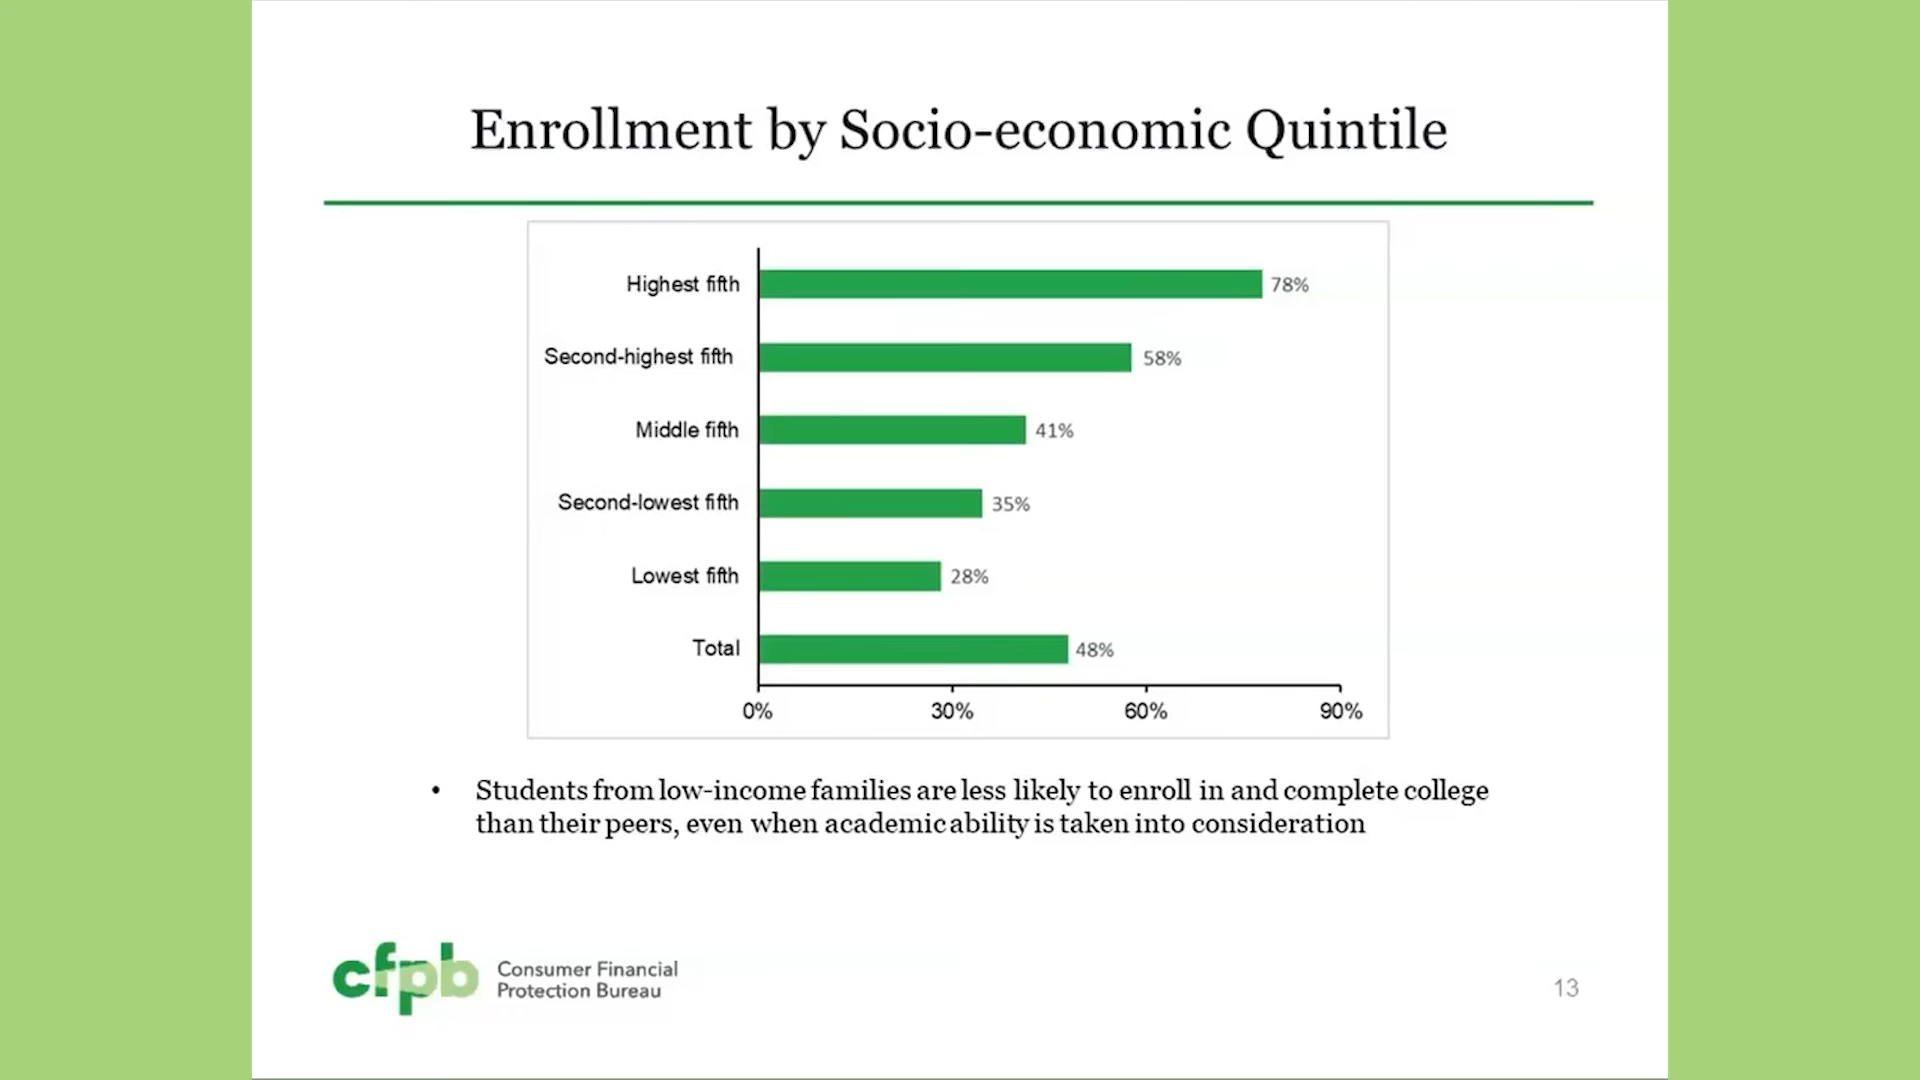 Enrollment by Socio-economic Quintile
Highest fifth 78%
Second-highest fifth 58%
Middle fifth 41%
Second-lowest fifth 35%
Lowest fifth 28%
Total 48%
0% 30% 60% 90%
• Students from low-income families are less likely to enroll in and complete college
than their peers, even when academic ability is taken into consideration
cfpb
Consumer Financial
Protection Bureau
13